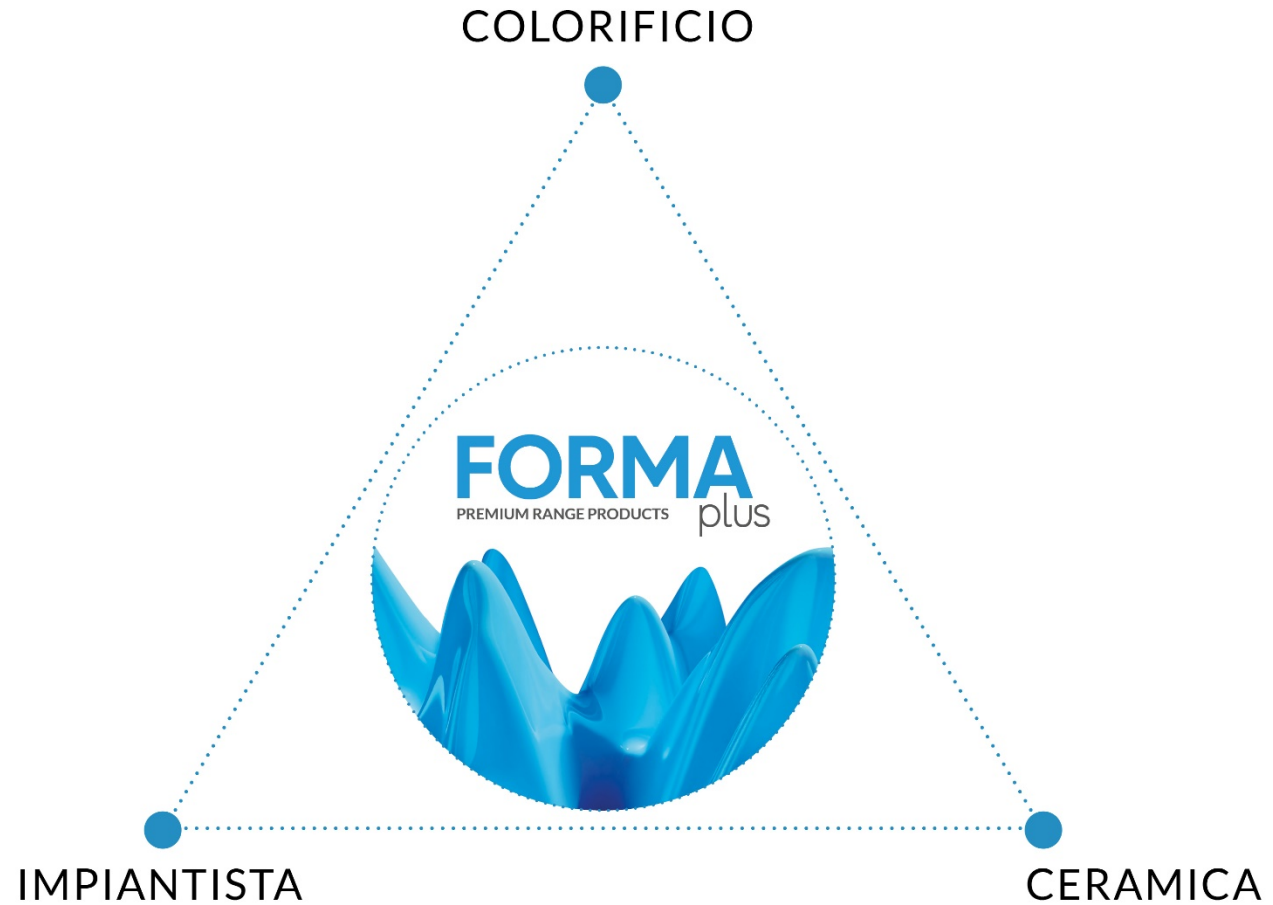 COLORIFICIO
FORMA
plus
PREMIUM RANGE PRODUCTS
IMPIANTISTA
CERAMICA